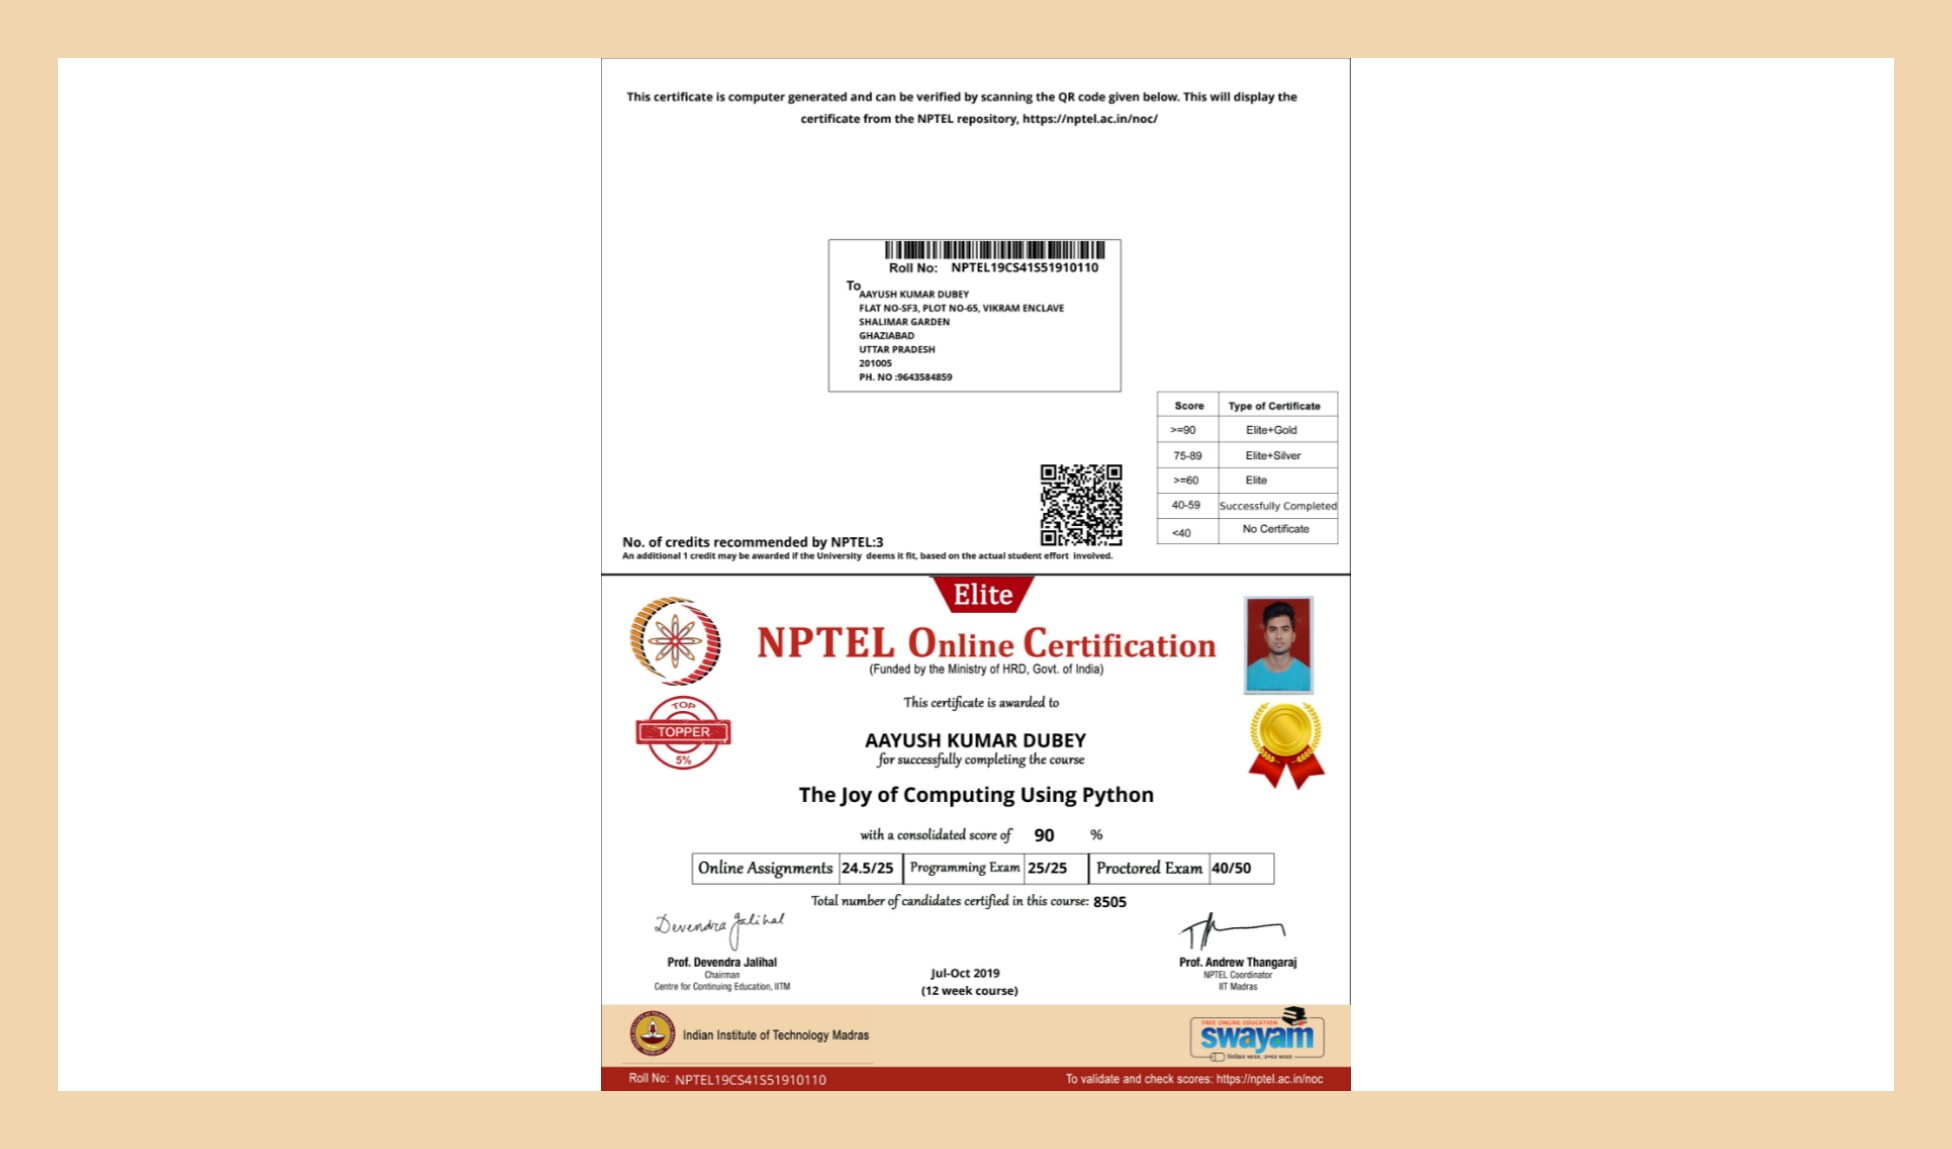 This certificate is computer generated and can be verified by scanning the QR code given below. This will display the
certificate from the NPTEL repository, https://nptel.ac.in/noc/
Roll No: NPTEL19CS41S51910110
To
AAYUSH KUMAR DUBEY
FLAT NO-SF3, PLOT NO-65, VIKRAM ENCLAVE
SHALIMAR GARDEN
GHAZIABAD
UTTAR PRADESH
201005
PH. NO :9643584859
Score Type of Certificate
>=90 Elite+Gold
75-89 Elite+Silver
>=60 Elite
40-59 Successfully Completed
<40 No Certificate
No. of credits recommended by NPTEL:3
An additional 1 credit may be awarded if the University deems it fit, based on the actual student effort involved.
Elite
NPTEL Online Certification
(Funded by the Ministry of HRD, Govt. of India)
This certificate is awarded to
TOP
TOPPER
5%
AAYUSH KUMAR DUBEY
for successfully completing the course
The Joy of Computing Using Python
with a consolidated score of 90 %
Online Assignments 24.5/25 Programming Exam 25/25 Proctored Exam 40/50
Total number of candidates certified in this course: 8505
Devendra Jalihal
Prof. Devendra Jalihal
Chairman
Centre for Continuing Education, IITM
Jul-Oct 2019
(12 week course)
Prof. Andrew Thangaraj
NPTEL Coordinator
IIT Madras
Indian Institute of Technology Madras
FREE ONLINE EDUCATION
swayam
Roll No: NPTEL19CS41S51910110
To validate and check scores: https://nptel.ac.in/noc